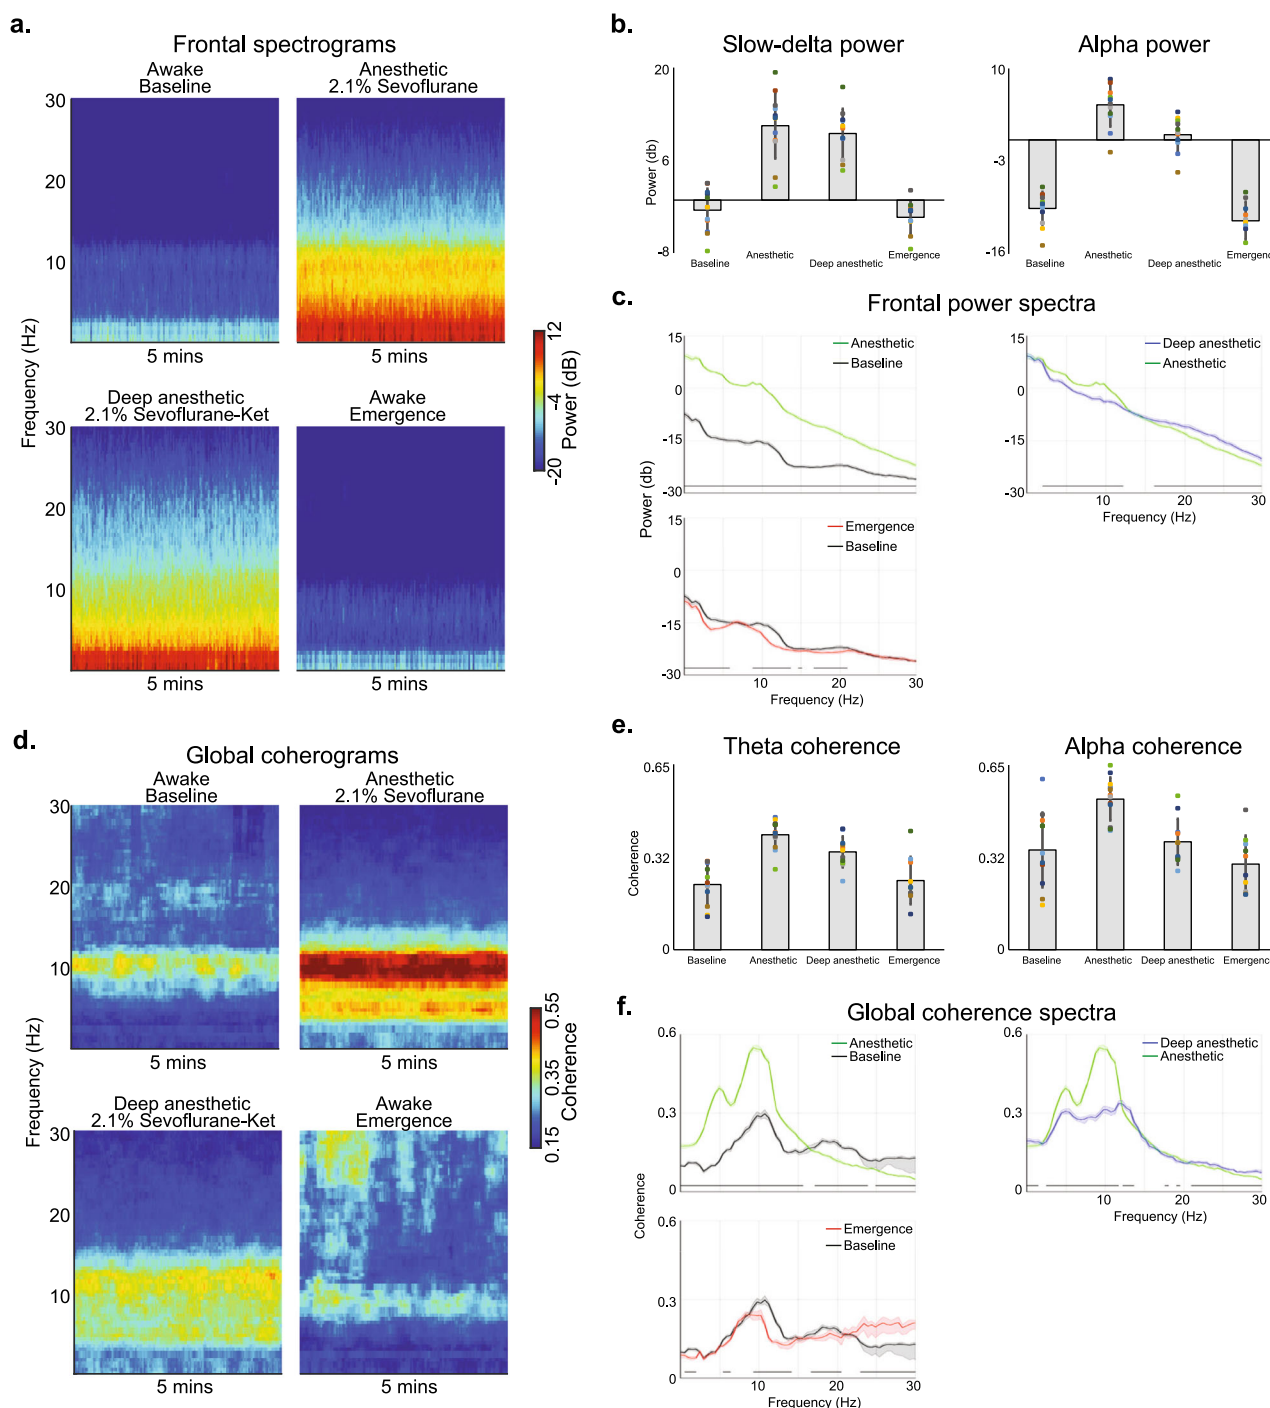 a.
Frontal spectrograms
Awake
Baseline
Anesthetic
2.1% Sevoflurane
30
20
10
5 mins
5 mins
Frequency (Hz)
Deep anesthetic
2.1% Sevoflurane-Ket
Awake
Emergence
30
20
10
5 mins
5 mins
12
-4
-20
Power (dB)
b.
Slow-delta power
20
6
-8
Power (db)
Baseline
Anesthetic
Deep anesthetic
Emergence
Alpha power
10
-3
-16
Baseline
Anesthetic
Deep anesthetic
Emergence
c.
Frontal power spectra
15
0
-15
-30
Anesthetic
Baseline
Power (db)
15
0
-15
-30
Deep anesthetic
Anesthetic
10
20
30
Frequency (Hz)
15
0
-15
-30
Emergence
Baseline
10
20
30
Frequency (Hz)
d.
Global coherograms
Awake
Baseline
Anesthetic
2.1% Sevoflurane
30
20
10
5 mins
5 mins
Frequency (Hz)
Deep anesthetic
2.1% Sevoflurane-Ket
Awake
Emergence
30
20
10
5 mins
5 mins
0.55
0.35
0.15
Coherence
e.
Theta coherence
0.65
0.32
0
Coherence
Baseline
Anesthetic
Deep anesthetic
Emergence
Alpha coherence
0.65
0.32
0
Baseline
Anesthetic
Deep anesthetic
Emergence
f.
Global coherence spectra
0.6
0.3
0
Anesthetic
Baseline
Coherence
0.6
0.3
0
Deep anesthetic
Anesthetic
10
20
30
Frequency (Hz)
0.6
0.3
0
Emergence
Baseline
10
20
30
Frequency (Hz)